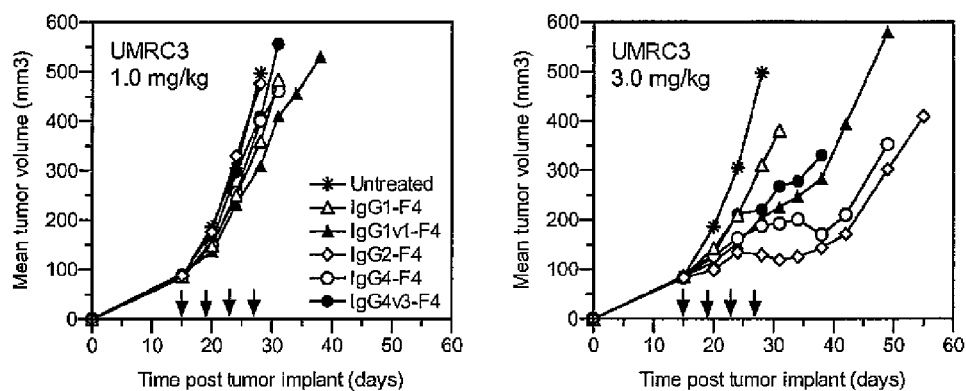 UMRC3
1.0 mg/kg
Mean tumor volume (mm3)
600
500
400
300
200
100
0
0 10 20 30 40 50 60
Time post tumor implant (days)
Untreated
IgG1-F4
IgG1v1-F4
IgG2-F4
IgG4-F4
IgG4v3-F4
UMRC3
3.0 mg/kg
Mean tumor volume (mm3)
600
500
400
300
200
100
0
0 10 20 30 40 50 60
Time post tumor implant (days)